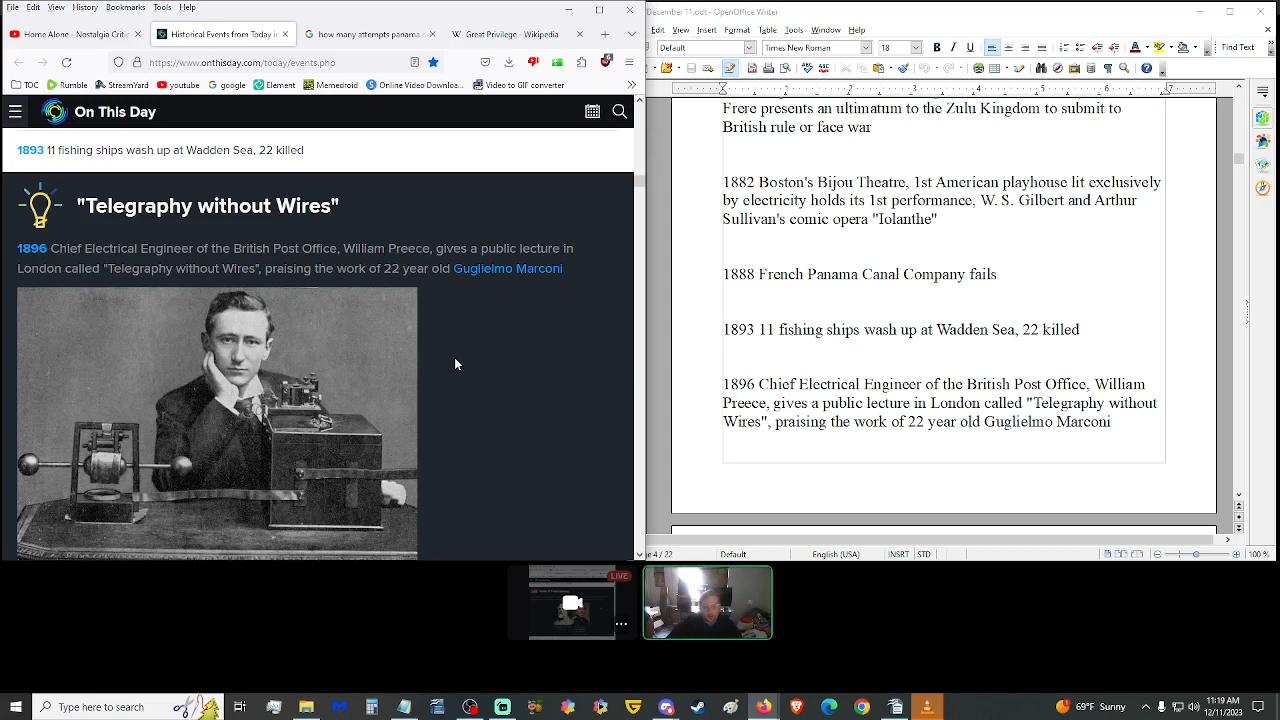 File Edit View History Bookmarks Tools Help
Home Alone - Nostalgia Critic
Historical Events from Today in
how many attempts panama c
Great Privilege - Wikipedia
https://www.onthisday.com/today/events.php
TDC Rumble Streamyard youtube google Element Memedroid Online Video Downloa... Video to GIF converter
On This Day
1893 11 fishing ships wash up at Wadden Sea, 22 killed
"Telegraphy without Wires"
1896 Chief Electrical Engineer of the British Post Office, William Preece, gives a public lecture in
London called "Telegraphy without Wires", praising the work of 22 year old Guglielmo Marconi
December 11.odt - OpenOffice Writer
Edit View Insert Format Table Tools Window Help
Default Times New Roman 18 B I U Find Text
1 2 3 4 5 6 7
Frere presents an ultimatum to the Zulu Kingdom to submit to
British rule or face war
1882 Boston's Bijou Theatre, 1st American playhouse lit exclusively
by electricity holds its 1st performance, W. S. Gilbert and Arthur
Sullivan's comic opera "Iolanthe"
1888 French Panama Canal Company fails
1893 11 fishing ships wash up at Wadden Sea, 22 killed
1896 Chief Electrical Engineer of the British Post Office, William
Preece, gives a public lecture in London called "Telegraphy without
Wires", praising the work of 22 year old Guglielmo Marconi
4 / 22 Default English (USA) INSRT STD 100 %
LIVE
Type here to search
69°F Sunny
11:19 AM
12/11/2023